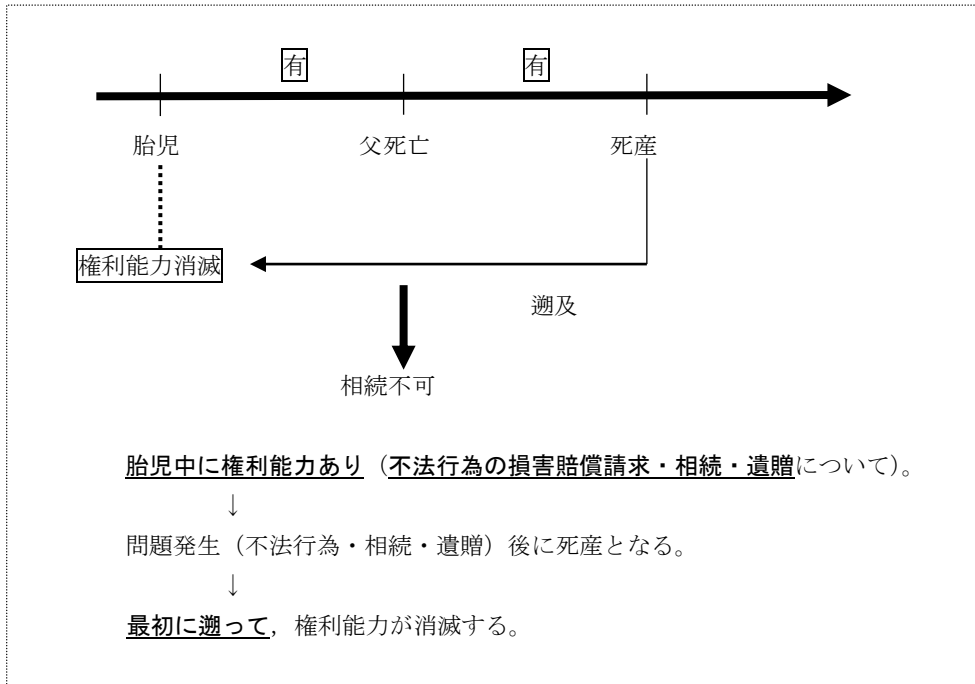 有 有
胎児 父死亡 死産
権利能力消滅
遡及
相続不可
胎児中に権利能力あり（不法行為の損害賠償請求・相続・遺贈について）。
↓
問題発生（不法行為・相続・遺贈）後に死産となる。
↓
最初に遡って，権利能力が消滅する。